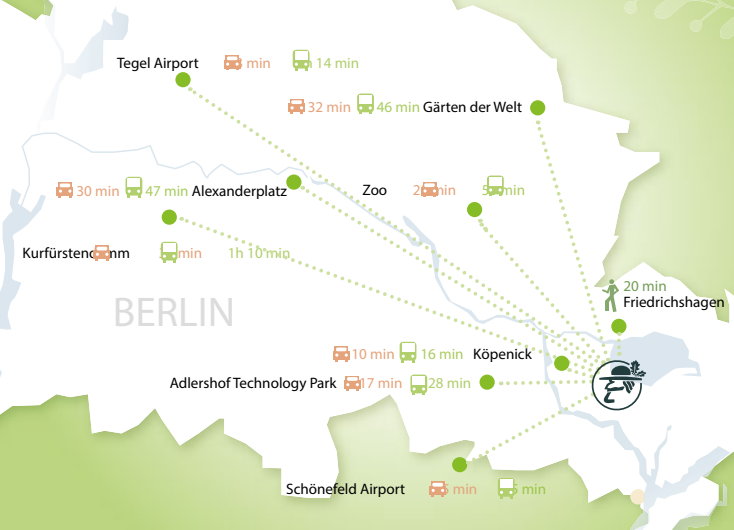 Tegel Airport min 14 min
32 min 46 min Gärten der Welt
30 min 47 min Alexanderplatz
Zoo min min
Kurfürstendamm min 1h 10 min
20 min
Friedrichshagen
BERLIN
10 min 16 min Köpenick
Adlershof Technology Park 17 min 28 min
Schönefeld Airport min min